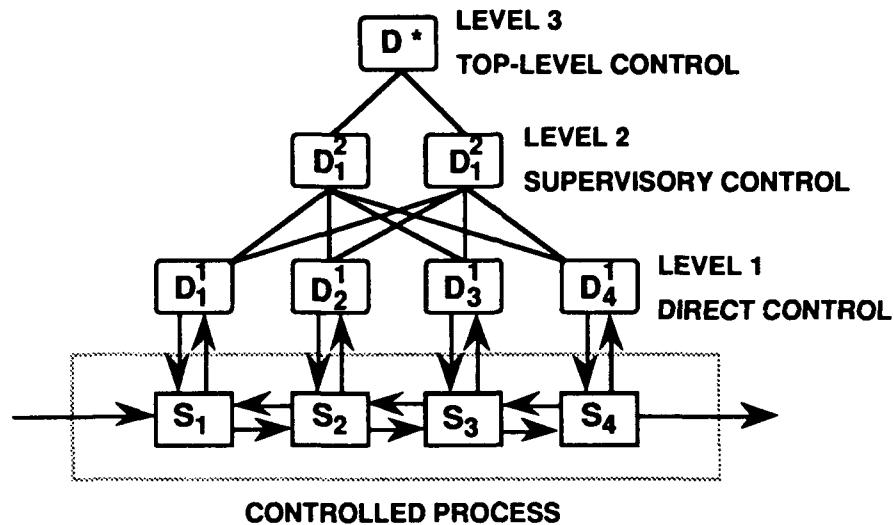 LEVEL 3
D*
TOP-LEVEL CONTROL
LEVEL 2
D₁² D₁²
SUPERVISORY CONTROL
LEVEL 1
D₁¹ D₂¹ D₃¹ D₄¹
DIRECT CONTROL
S₁ S₂ S₃ S₄
CONTROLLED PROCESS